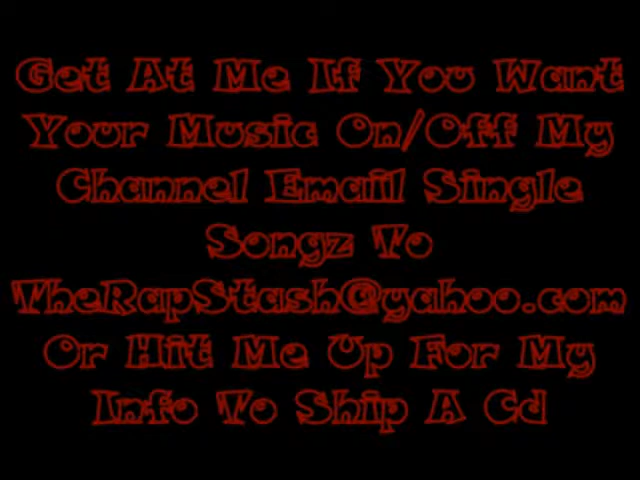 Get At Me If You Want
Your Music On/Off My
Channel Email Single
Songz To
TheRapStash@yahoo.com
Or Hit Me Up For My
Info To Ship A Cd